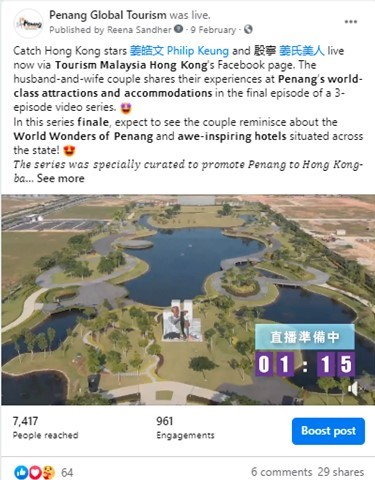 Penang Global Tourism was live.
Published by Reena Sandher · 9 February ·
Catch Hong Kong stars 姜皓文 Philip Keung and 殷寧 姜氏美人 live
now via Tourism Malaysia Hong Kong's Facebook page. The
husband-and-wife couple shares their experiences at Penang's world-
class attractions and accommodations in the final episode of a 3-
episode video series.
In this series finale, expect to see the couple reminisce about the
World Wonders of Penang and awe-inspiring hotels situated across
the state!
The series was specially curated to promote Penang to Hong Kong-
ba... See more
直播準備中
01:15
7,417 961
People reached Engagements
Boost post
64 6 comments 29 shares